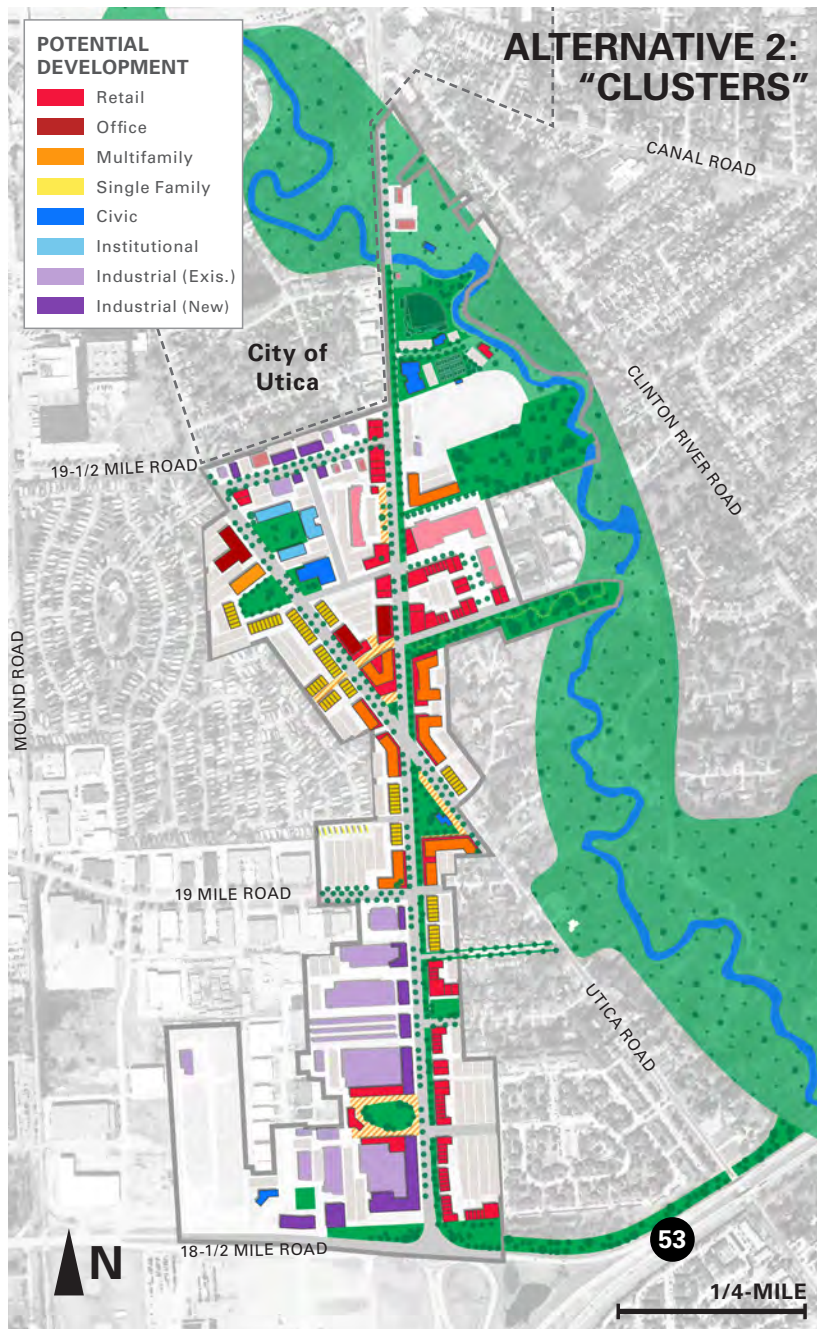 POTENTIAL
DEVELOPMENT
Retail
Office
Multifamily
Single Family
Civic
Institutional
Industrial (Exis.)
Industrial (New)
ALTERNATIVE 2:
“CLUSTERS”
CANAL ROAD
City of
Utica
CLINTON RIVER ROAD
19-1/2 MILE ROAD
MOUND ROAD
19 MILE ROAD
UTICA ROAD
53
18-1/2 MILE ROAD
N
1/4-MILE